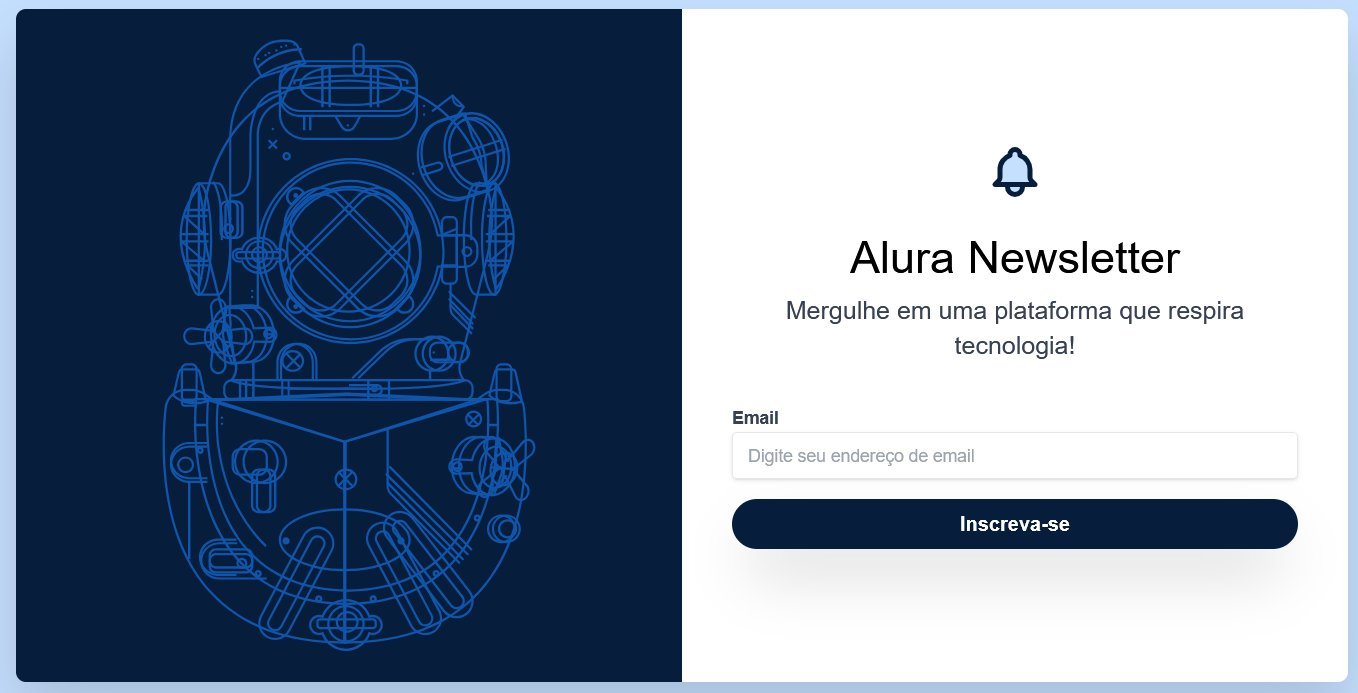 Alura Newsletter
Mergulhe em uma plataforma que respira
tecnologia!
Email
Digite seu endereço de email
Inscreva-se